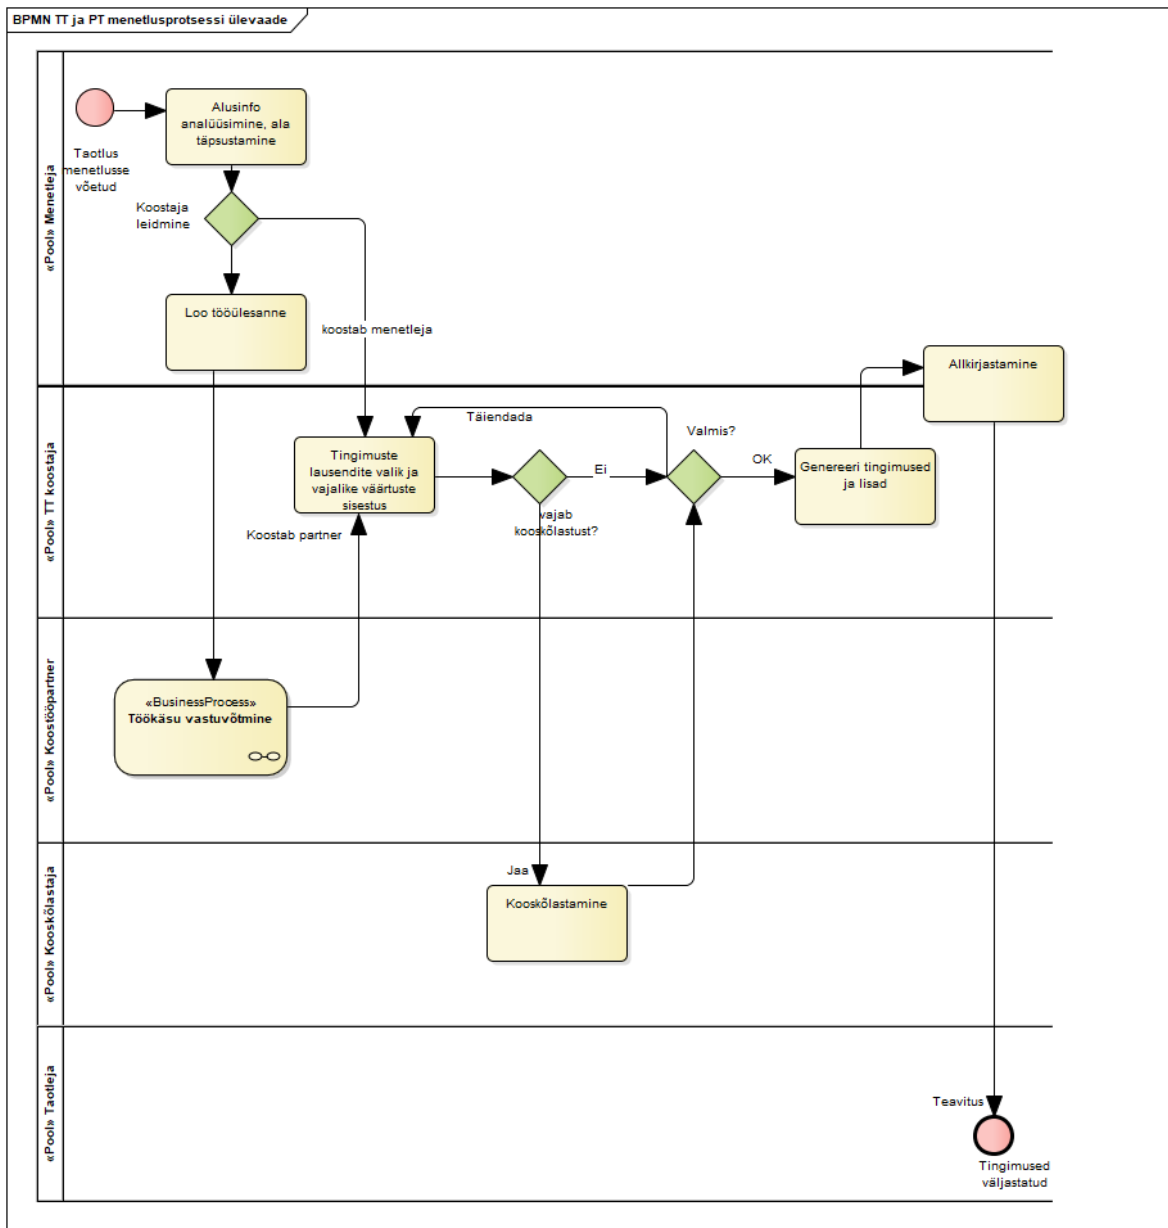 BPMN TT ja PT menetlusprotsessi ülevaade
«Pool» Menetleja
Taotlus
menetlusse
võetud
Alusinfo
analüüsimine, ala
täpsustamine
Koostaja
leidmine
Loo tööülesanne
koostab menetleja
Allkirjastamine
«Pool» TT koostaja
Täiendada
Tingimuste
lausendite valik ja
vajalike väärtuste
sisestus
Koostab partner
Ei
vajab
kooskõlastust?
Valmis?
OK
Genereeri tingimused
ja lisad
«Pool» Koostööpartner
«BusinessProcess»
Töökäsu vastuvõtmine
«Pool» Kooskõlastaja
Jaa
Kooskõlastamine
«Pool» Taotleja
Teavitus
Tingimused
väljastatud